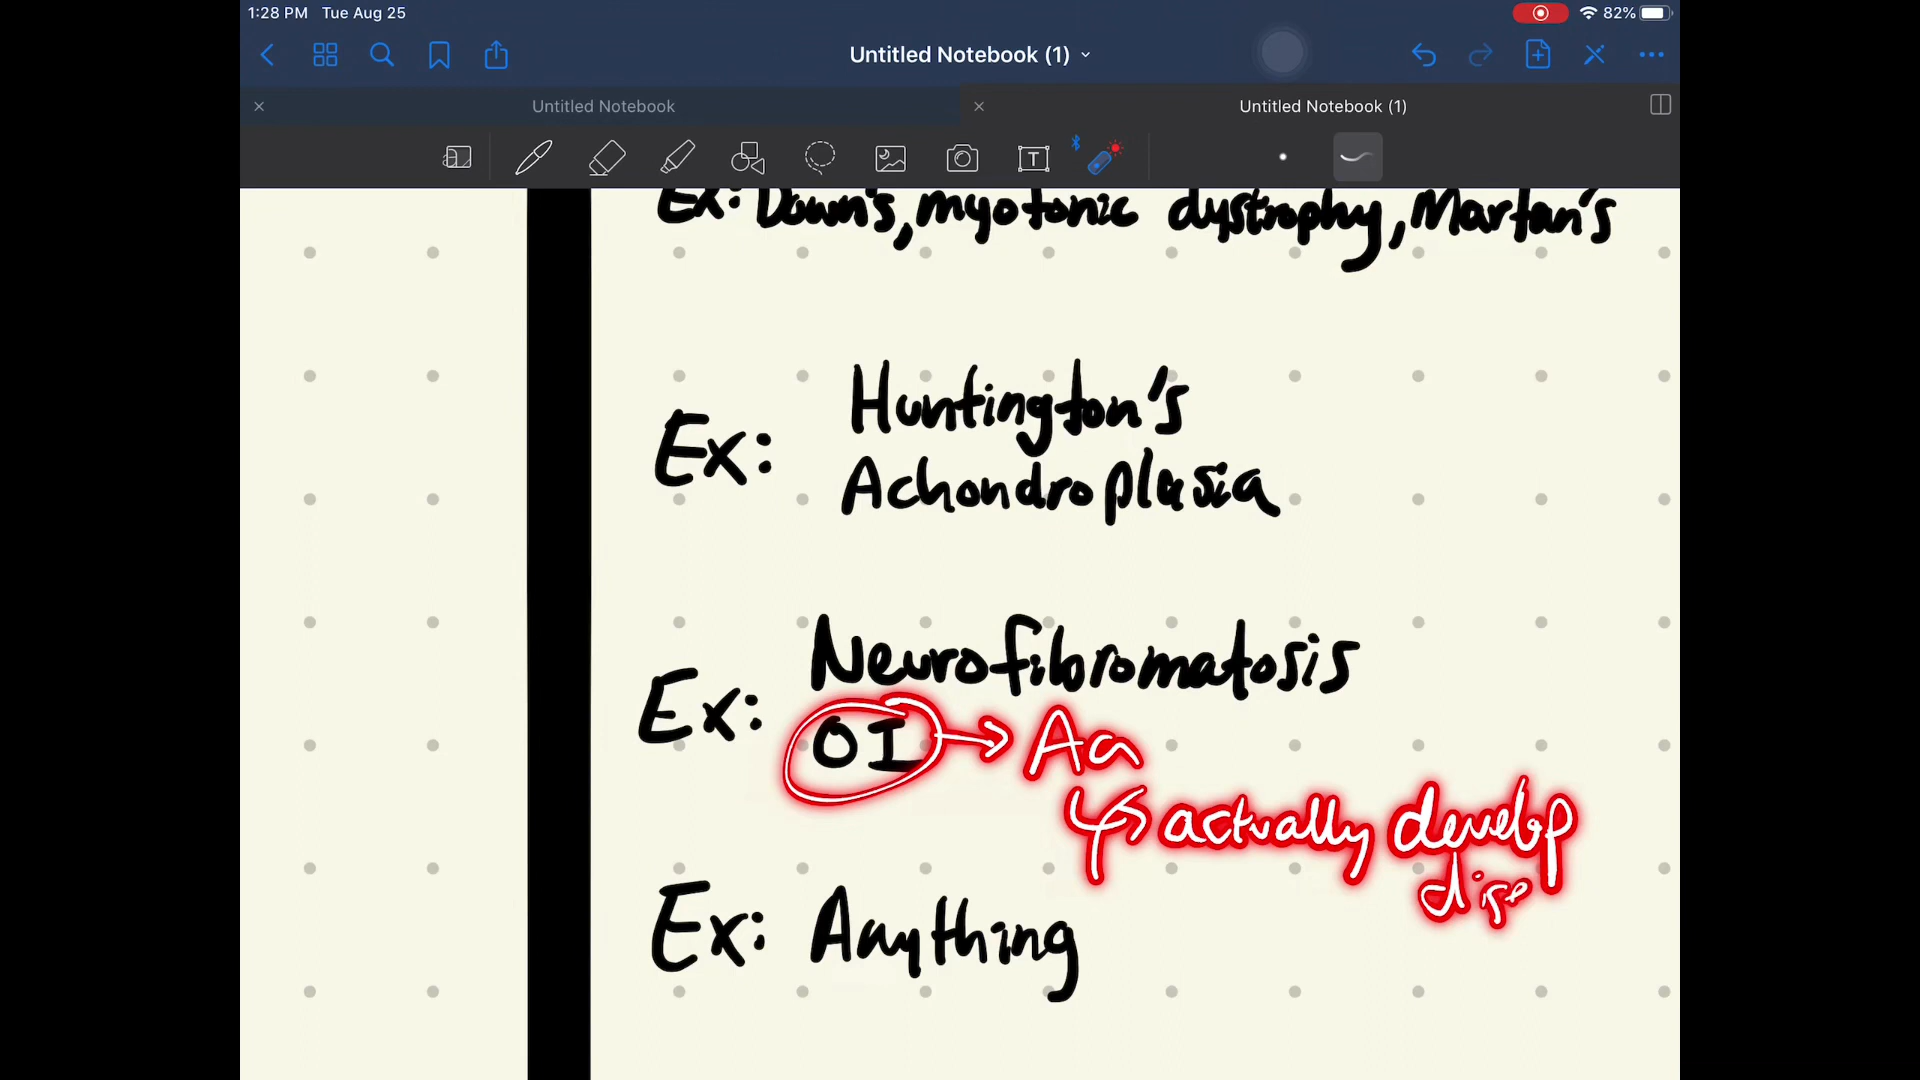 1:28 PM Tue Aug 25
82%
Untitled Notebook (1)
Untitled Notebook
Untitled Notebook (1)
T
Ex: Down's, myotonic dystrophy, Marfan's
Ex: Huntington's
Achondroplasia
Ex: Neurofibromatosis
OI → Aa
↳ actually develop
dise
Ex: Anything